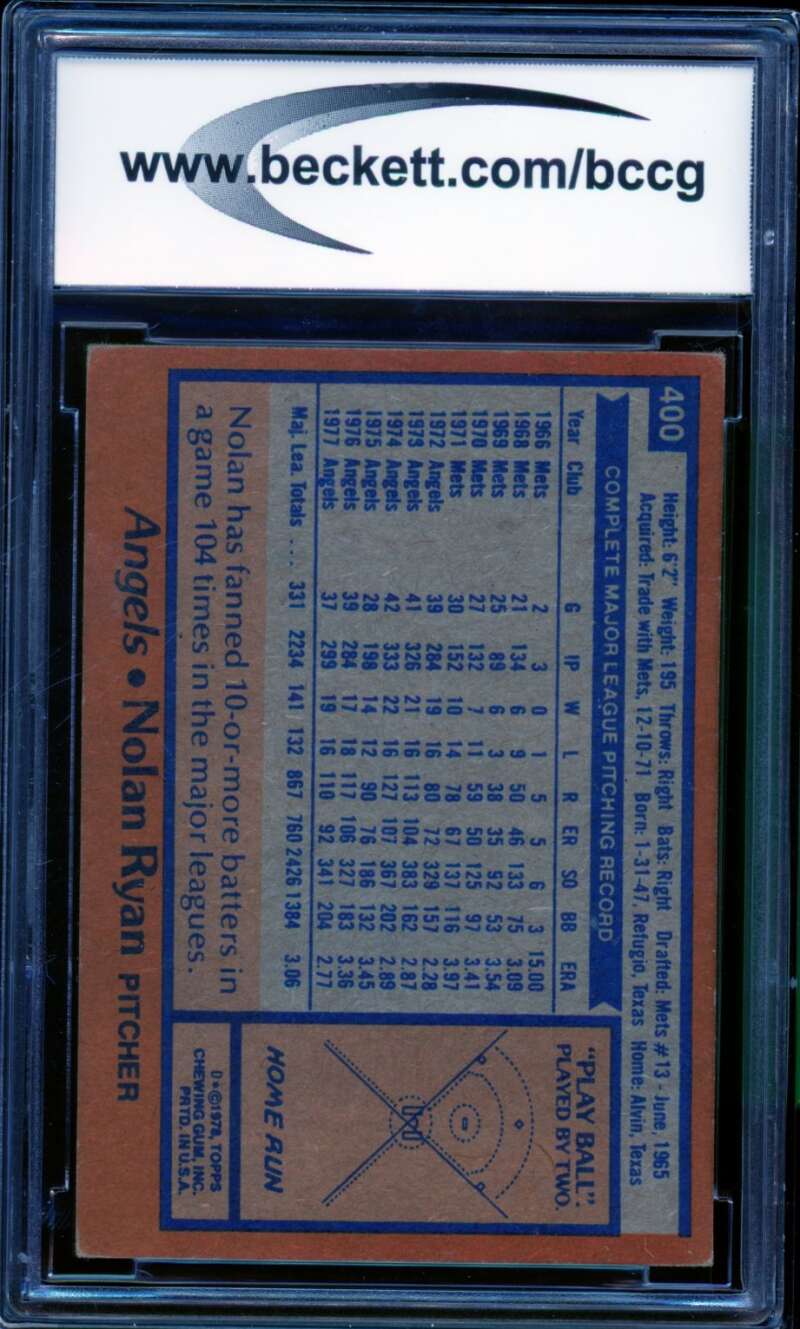 www.beckett.com/bccg
400
Height: 6'2" Weight: 195 Throws: Right Bats: Right Drafted: Mets #13 - June, 1965
Acquired: Trade with Mets, 12-10-71 Born: 1-31-47, Refugio, Texas Home: Alvin, Texas
COMPLETE MAJOR LEAGUE PITCHING RECORD
Year Club G IP W L R ER SO BB ERA
1966 Mets 2 3 0 1 5 5 6 3 15.00
1968 Mets 21 134 6 9 50 46 133 75 3.09
1969 Mets 25 89 6 3 38 35 92 53 3.54
1970 Mets 27 132 7 11 59 50 125 97 3.41
1971 Mets 30 152 10 14 78 67 137 116 3.97
1972 Angels 39 284 19 16 80 72 329 157 2.28
1973 Angels 41 326 21 16 113 104 383 162 2.87
1974 Angels 42 333 22 16 127 107 367 202 2.89
1975 Angels 28 198 14 12 90 76 186 132 3.45
1976 Angels 39 284 17 18 117 106 327 183 3.36
1977 Angels 37 299 19 16 110 92 341 204 2.77
Maj. Lea. Totals ... 331 2234 141 132 867 760 2426 1384 3.06
Nolan has fanned 10-or-more batters in
a game 104 times in the major leagues.
"PLAY BALL".
PLAYED BY TWO.
HOME RUN
D*©1978, TOPPS
CHEWING GUM, INC.
PRTD. IN U.S.A.
Angels • Nolan Ryan PITCHER